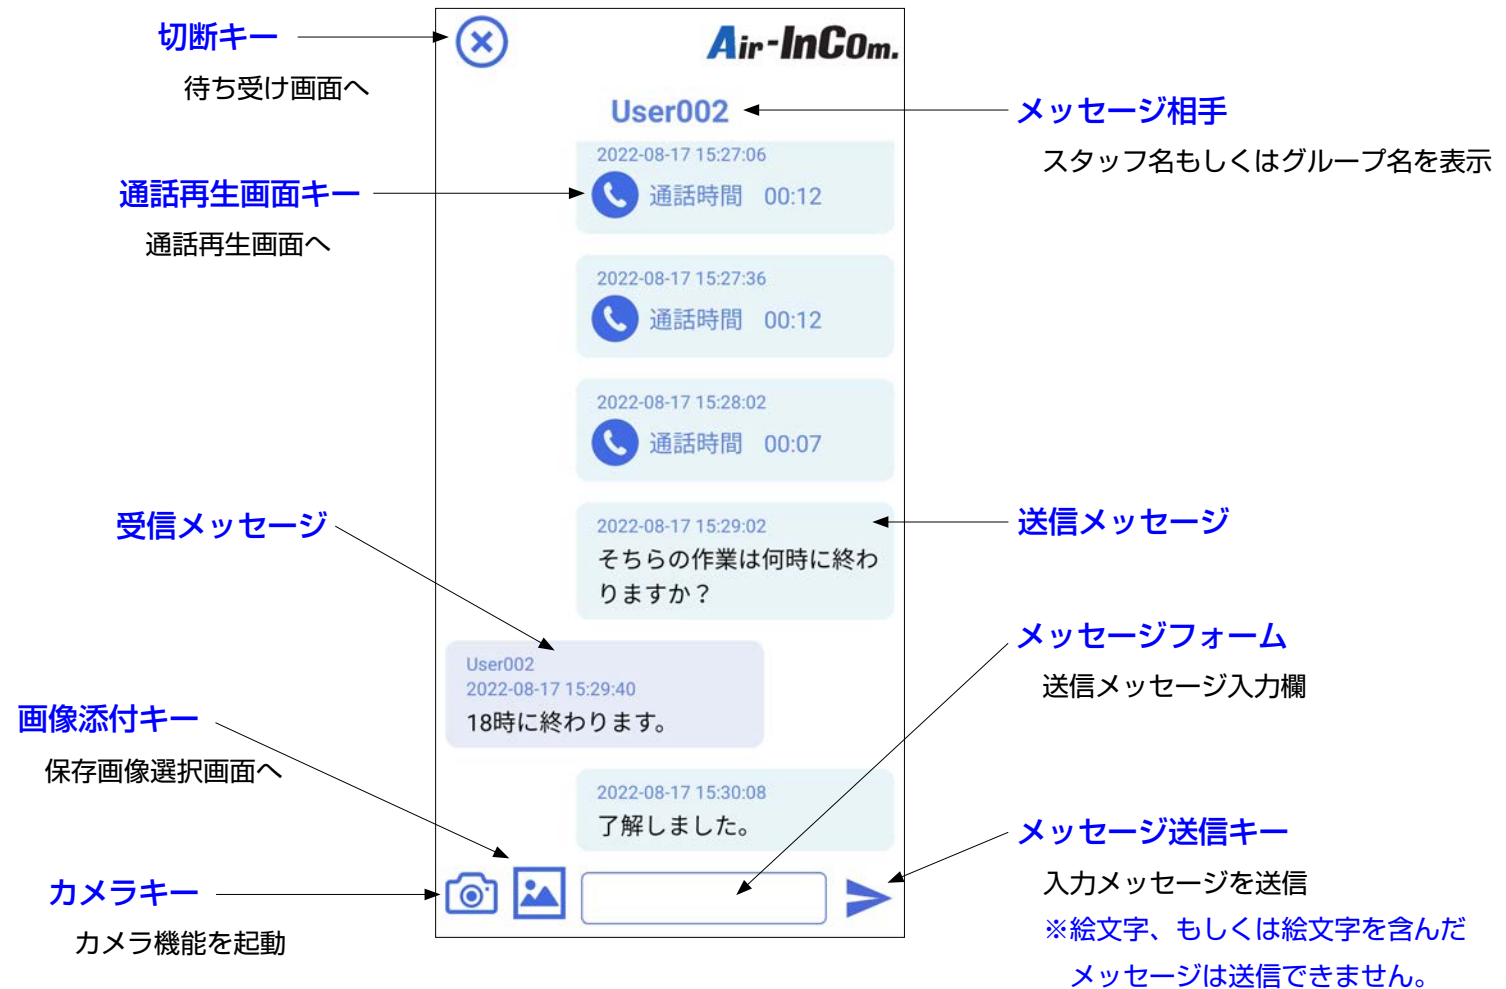 切断キー
待ち受け画面へ
通話再生画面キー
通話再生画面へ
受信メッセージ
画像添付キー
保存画像選択画面へ
カメラキー
カメラ機能を起動
Air-InCom.
User002
2022-08-17 15:27:06
通話時間 00:12
2022-08-17 15:27:36
通話時間 00:12
2022-08-17 15:28:02
通話時間 00:07
2022-08-17 15:29:02
そちらの作業は何時に終わ
りますか？
User002
2022-08-17 15:29:40
18時に終わります。
2022-08-17 15:30:08
了解しました。
メッセージ相手
スタッフ名もしくはグループ名を表示
送信メッセージ
メッセージフォーム
送信メッセージ入力欄
メッセージ送信キー
入力メッセージを送信
※絵文字、もしくは絵文字を含んだ
メッセージは送信できません。